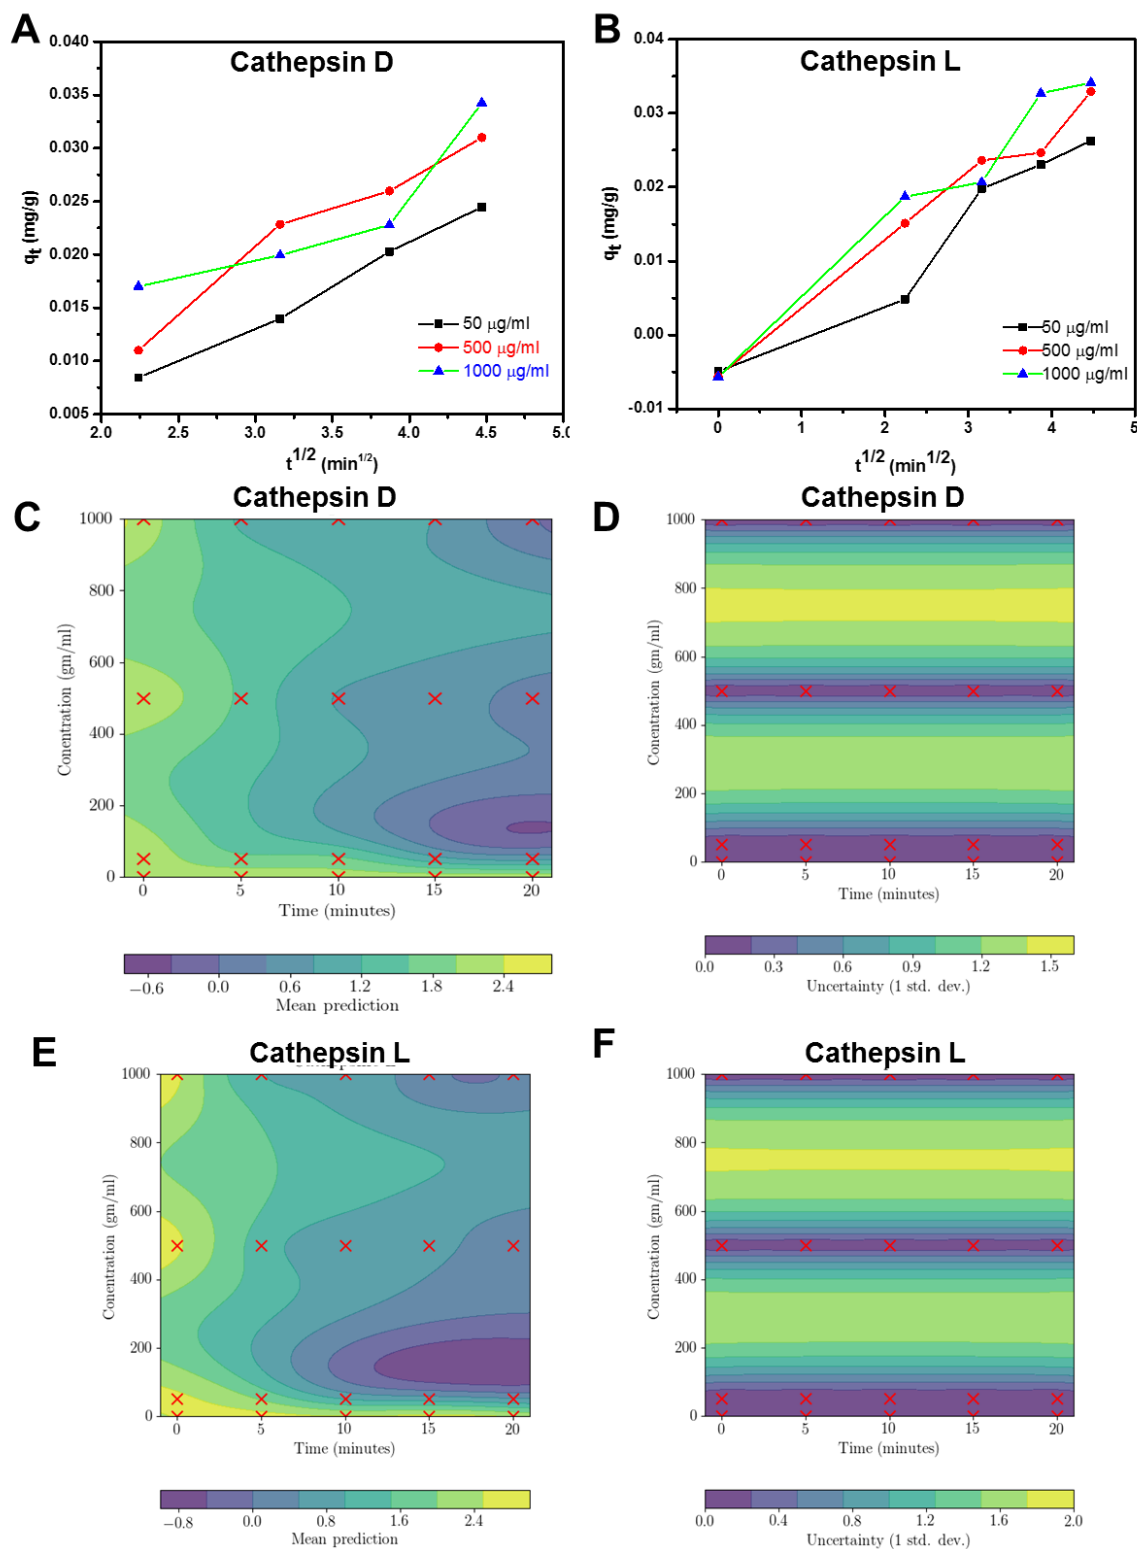 A
Cathepsin D
0.040
0.035
0.030
0.025
0.020
0.015
0.010
0.005
qt (mg/g)
50 μg/ml
500 μg/ml
1000 μg/ml
2.0 2.5 3.0 3.5 4.0 4.5 5.0
t1/2 (min1/2)
B
Cathepsin L
0.04
0.03
0.02
0.01
0.00
-0.01
qt (mg/g)
50 μg/ml
500 μg/ml
1000 μg/ml
0 1 2 3 4 5
t1/2 (min1/2)
C
Cathepsin D
1000
800
600
400
200
0
Conentration (gm/ml)
0 5 10 15 20
Time (minutes)
−0.6 0.0 0.6 1.2 1.8 2.4
Mean prediction
D
Cathepsin D
1000
800
600
400
200
0
Conentration (gm/ml)
0 5 10 15 20
Time (minutes)
0.0 0.3 0.6 0.9 1.2 1.5
Uncertainty (1 std. dev.)
E
Cathepsin L
1000
800
600
400
200
0
Conentration (gm/ml)
0 5 10 15 20
Time (minutes)
−0.8 0.0 0.8 1.6 2.4
Mean prediction
F
Cathepsin L
1000
800
600
400
200
0
Conentration (gm/ml)
0 5 10 15 20
Time (minutes)
0.0 0.4 0.8 1.2 1.6 2.0
Uncertainty (1 std. dev.)